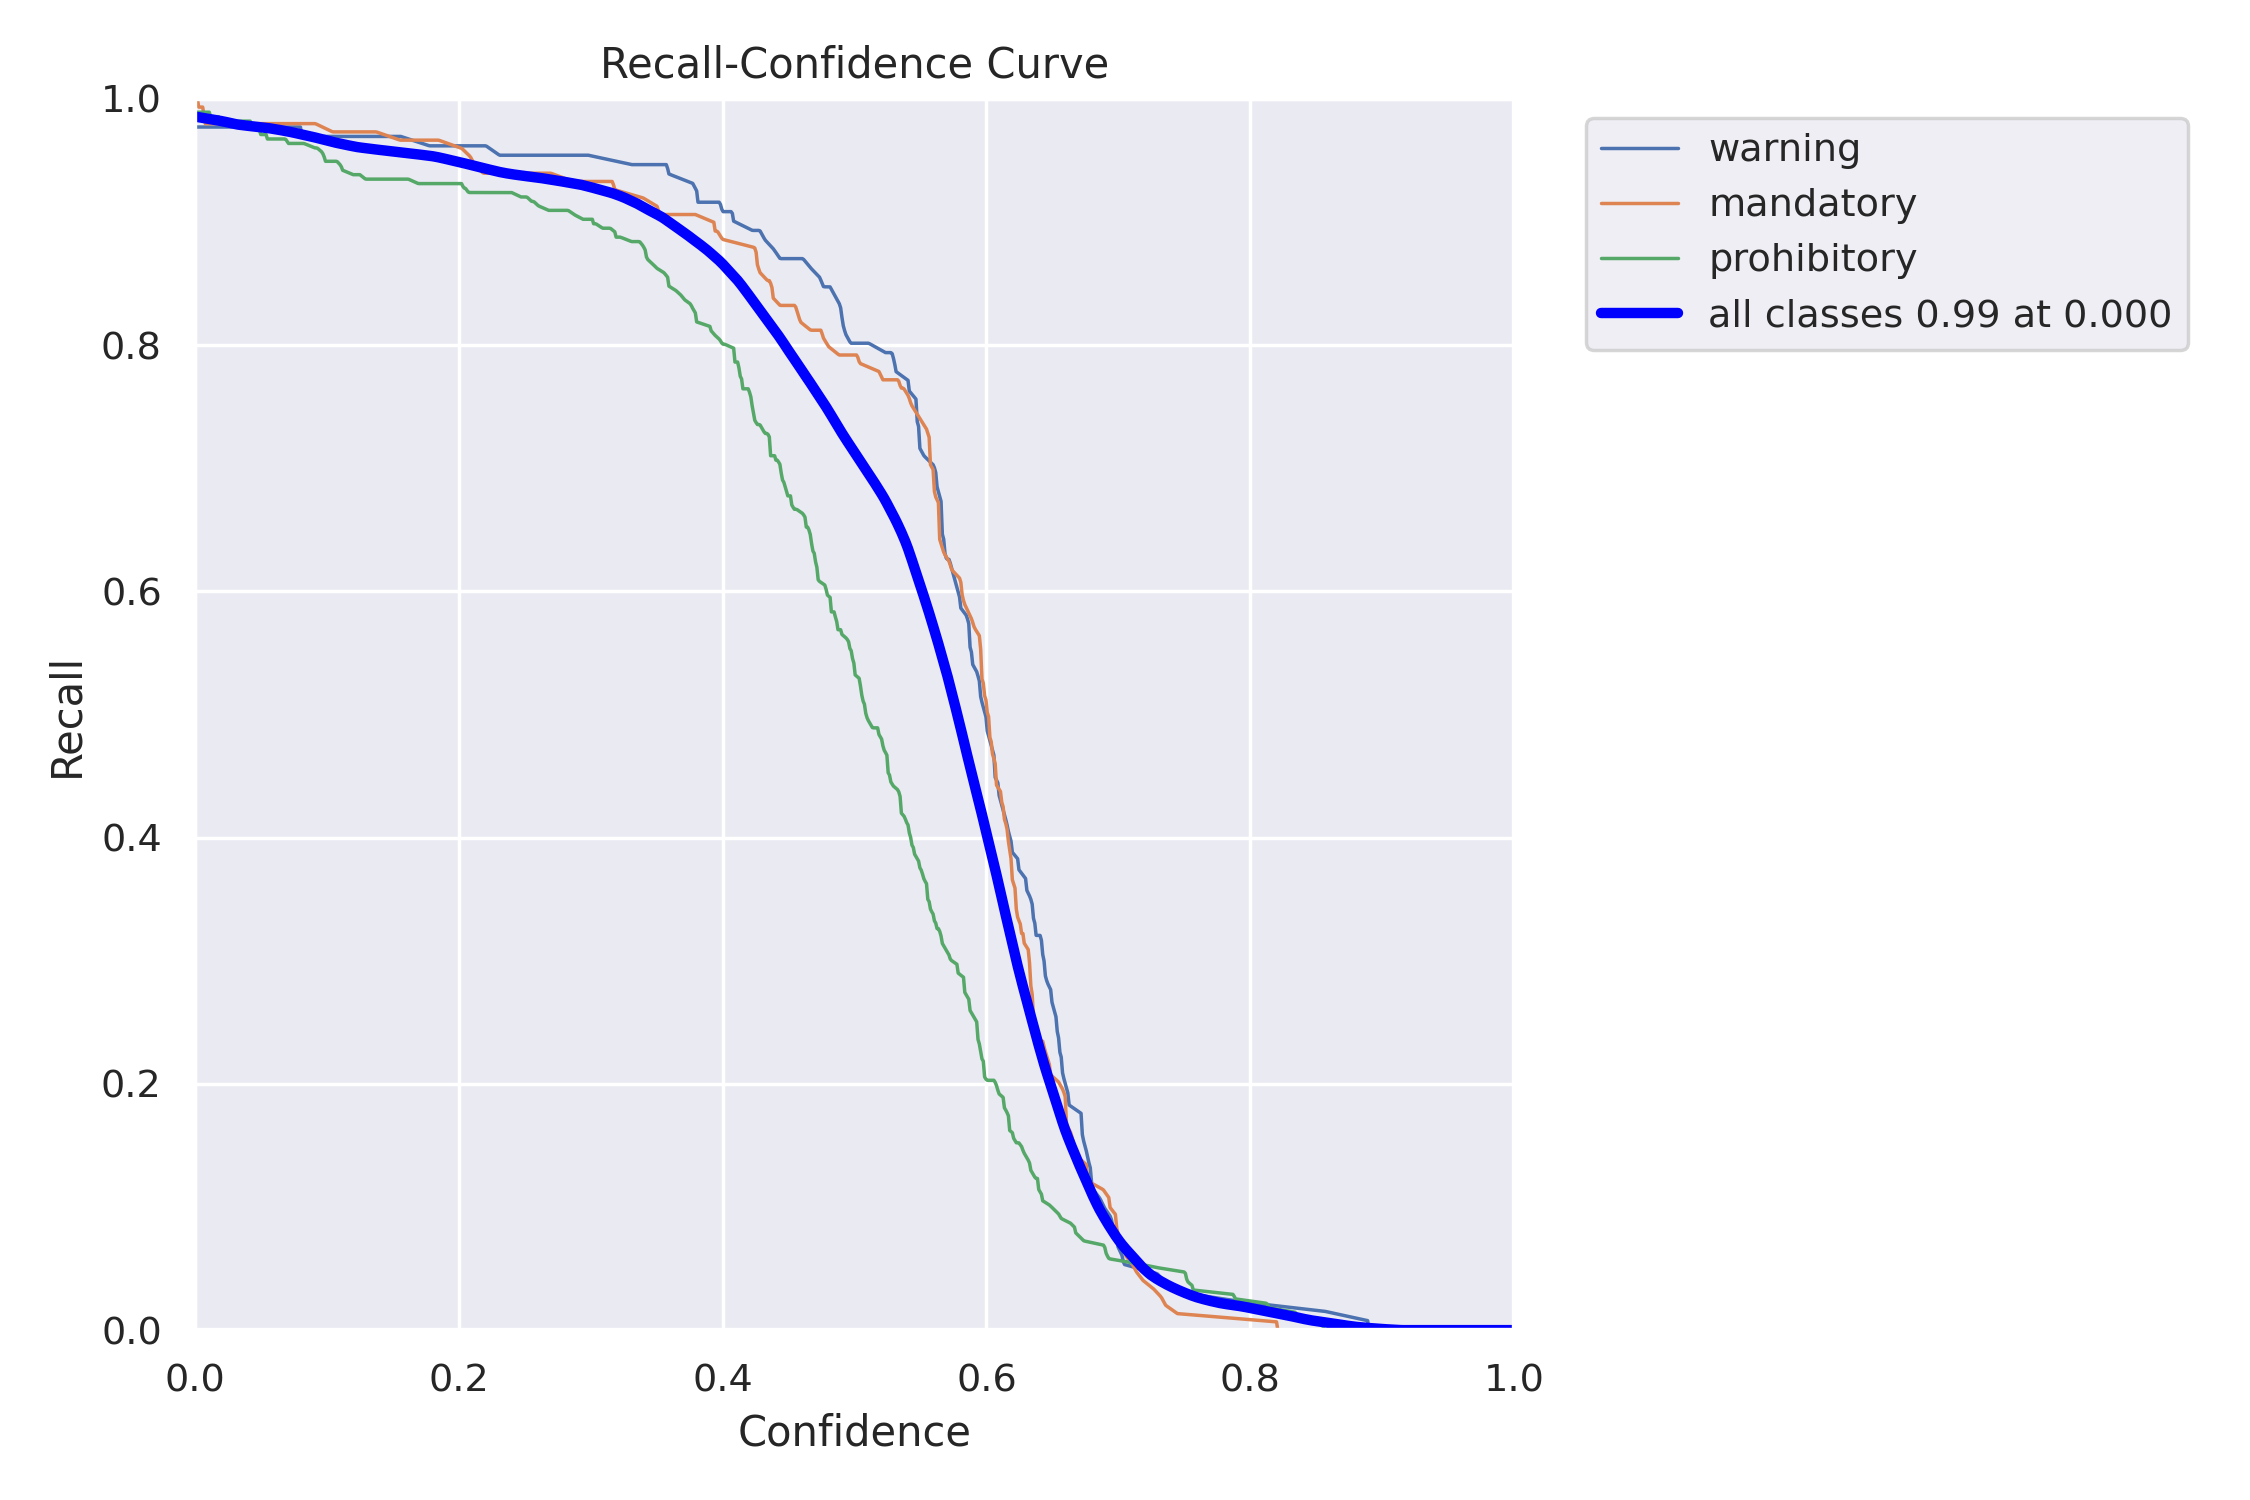 Recall-Confidence Curve
1.0
0.8
0.6
0.4
0.2
0.0
Recall
0.0 0.2 0.4 0.6 0.8 1.0
Confidence
warning
mandatory
prohibitory
all classes 0.99 at 0.000